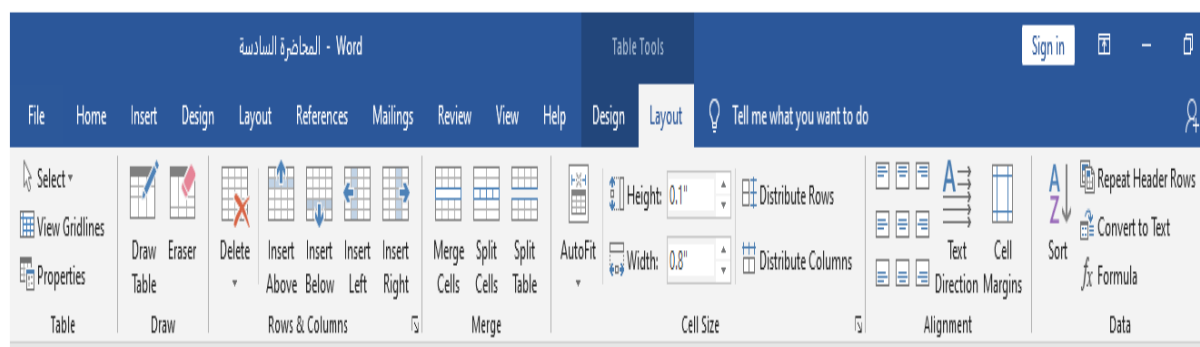 المحاضرة السادسة - Word
Table Tools
Sign in
File Home Insert Design Layout References Mailings Review View Help Design Layout Tell me what you want to do
Select
View Gridlines
Properties
Table
Draw Table
Eraser
Draw
Delete
Insert Above
Insert Below
Insert Left
Insert Right
Rows & Columns
Merge Cells
Split Cells
Split Table
Merge
AutoFit
Height: 0.1"
Width: 0.8"
Distribute Rows
Distribute Columns
Cell Size
Text Direction
Cell Margins
Alignment
A
Z
Sort
Repeat Header Rows
Convert to Text
fx Formula
Data